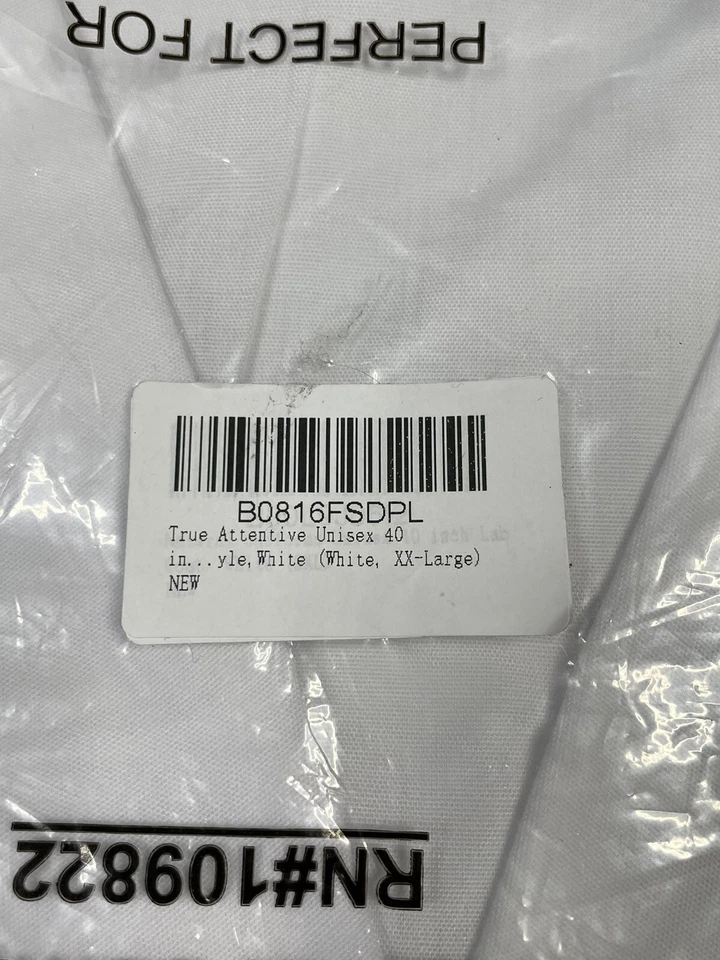 PERFECT FOR
B0816FSDPL
True Attentive Unisex 40
in...yle,White (White, XX-Large)
NEW
RN#109822